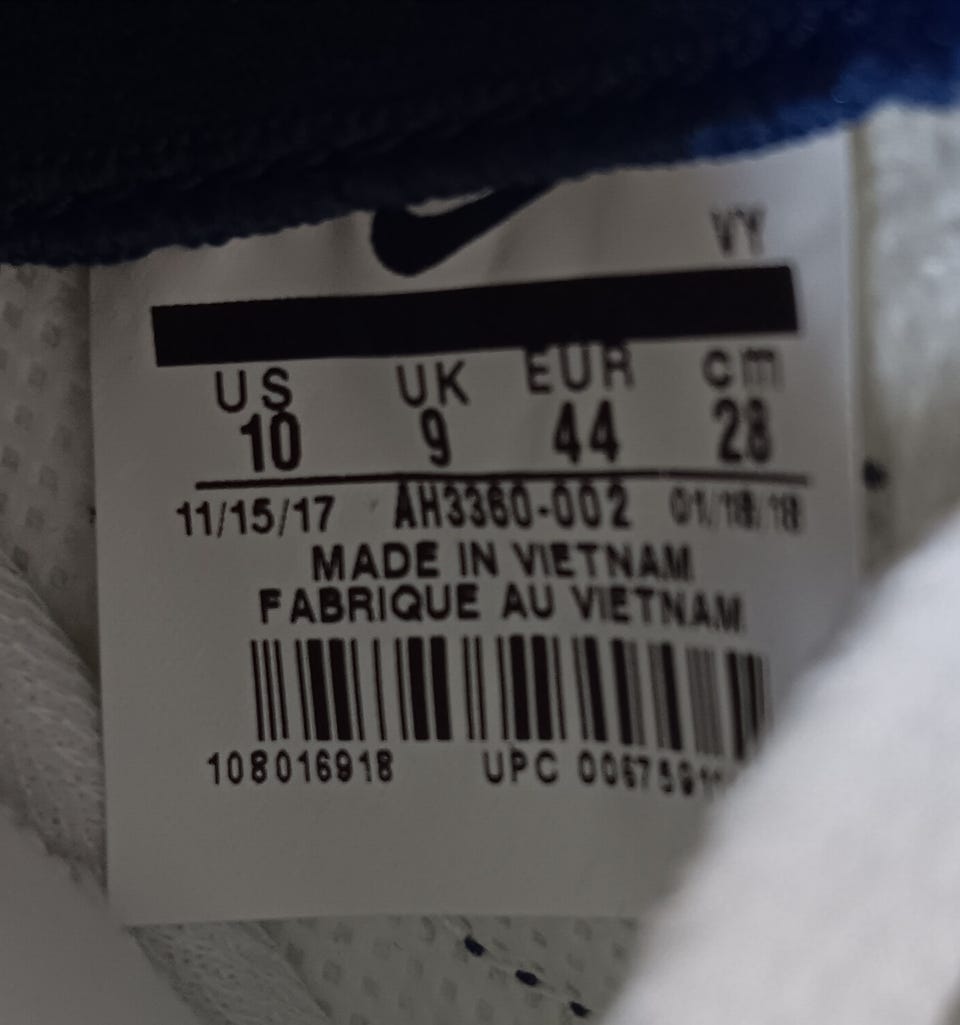 VY
US UK EUR cm
10 9 44 28
11/15/17 AH3360-002 01/18/18
MADE IN VIETNAM
FABRIQUE AU VIETNAM
108016918 UPC